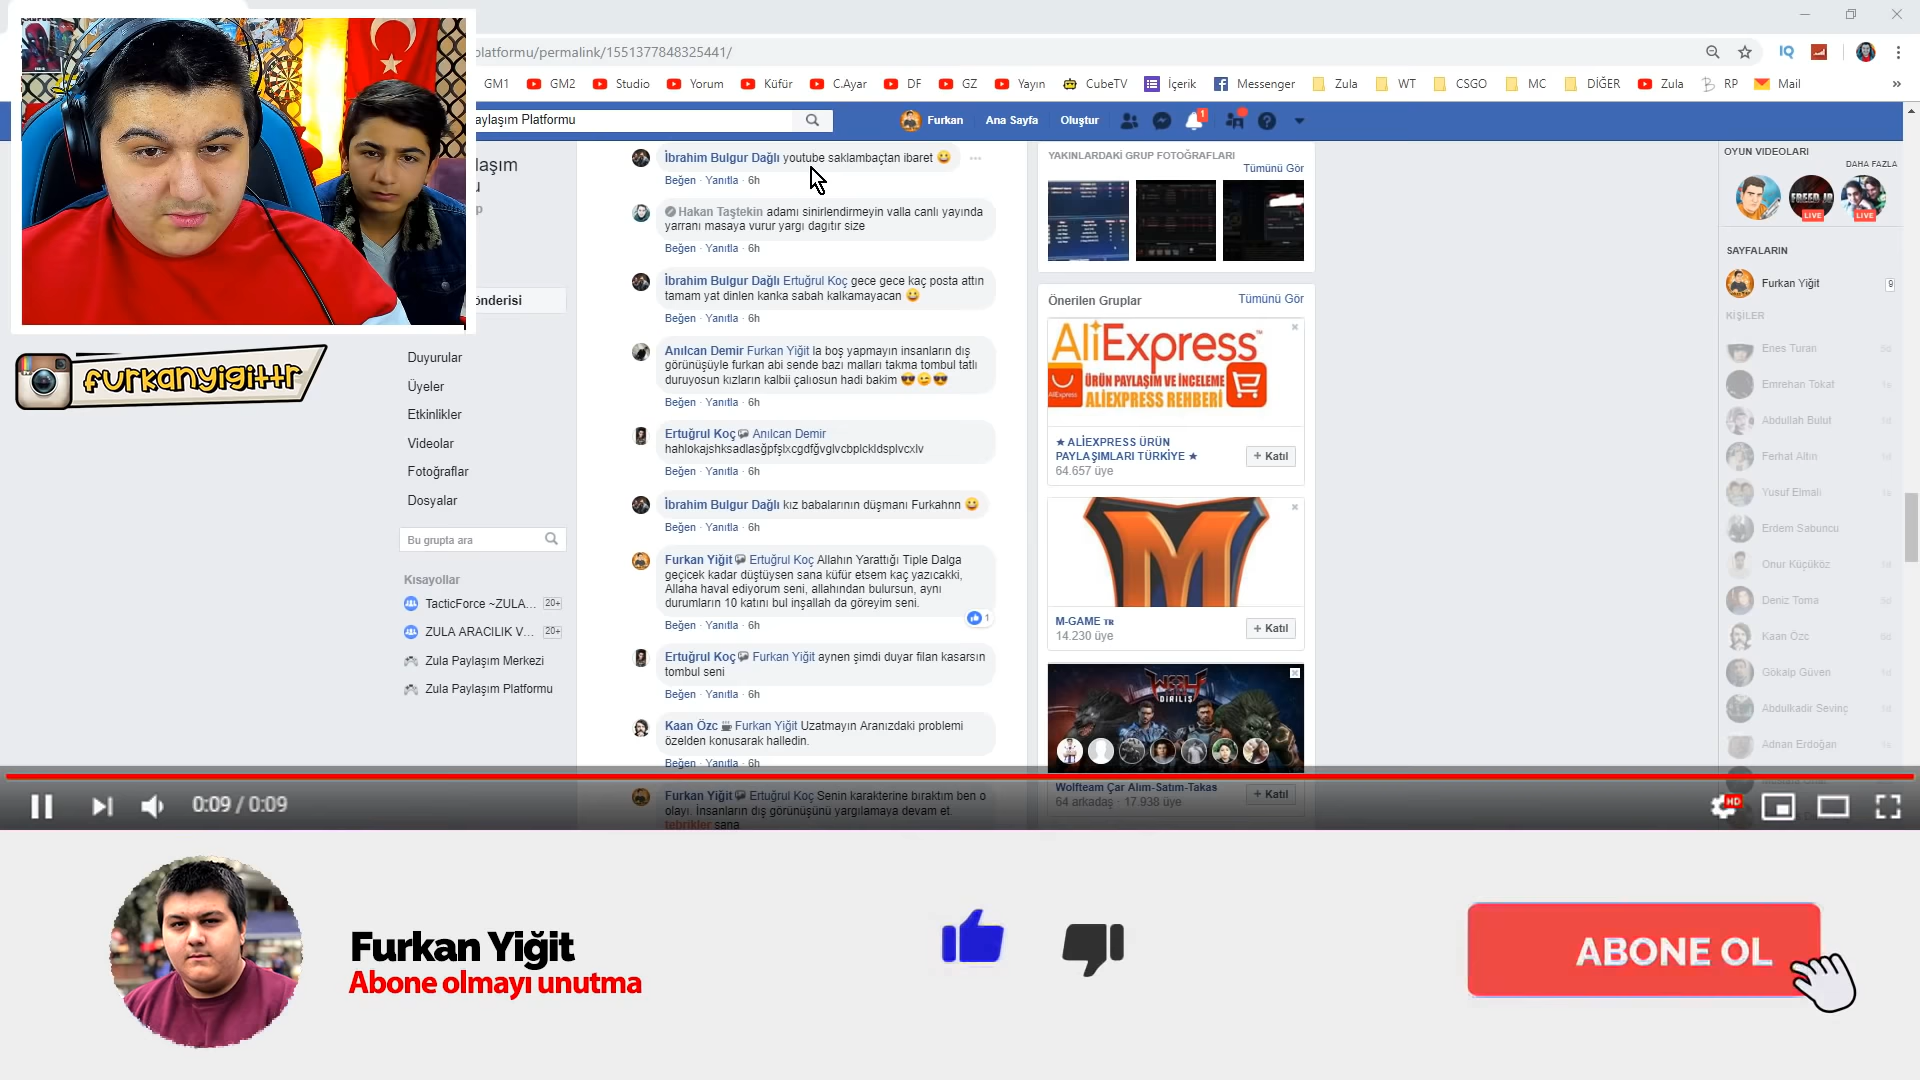 platformu/permalink/1551377848325441/
GM1 GM2 Studio Yorum Küfür C.Ayar DF GZ Yayın CubeTV İçerik Messenger Zula WT CSGO MC DİĞER Zula RP Mail
aylaşım Platformu
Furkan Ana Sayfa Oluştur
1
aylaşım
u
p
önderisi
Duyurular
Üyeler
Etkinlikler
Videolar
Fotoğraflar
Dosyalar
Bu grupta ara
Kısayollar
TacticForce ~ZULA... 20+
ZULA ARACILIK V... 20+
Zula Paylaşım Merkezi
Zula Paylaşım Platformu
furkanyigittr
İbrahim Bulgur Dağlı youtube saklambaçtan ibaret
Beğen · Yanıtla · 6h
Hakan Taştekin adamı sinirlendirmeyin valla canlı yayında
yarranı masaya vurur yargı dagıtır size
Beğen · Yanıtla · 6h
İbrahim Bulgur Dağlı Ertuğrul Koç gece gece kaç posta attın
tamam yat dinlen kanka sabah kalkamayacan
Beğen · Yanıtla · 6h
Anılcan Demir Furkan Yiğit la boş yapmayın insanların dış
görünüşüyle furkan abi sende bazı malları takma tombul tatlı
duruyosun kızların kalbii çalıosun hadi bakim
Beğen · Yanıtla · 6h
Ertuğrul Koç Anılcan Demir
hahlokajshksadlasğpfşlxcgdfğvglvcbplckldsplvcxlv
Beğen · Yanıtla · 6h
İbrahim Bulgur Dağlı kız babalarının düşmanı Furkahnn
Beğen · Yanıtla · 6h
Furkan Yiğit Ertuğrul Koç Allahın Yarattığı Tiple Dalga
geçicek kadar düştüysen sana küfür etsem kaç yazıcakki,
Allaha haval ediyorum seni, allahından bulursun, aynı
durumların 10 katını bul inşallah da göreyim seni.
1
Beğen · Yanıtla · 6h
Ertuğrul Koç Furkan Yiğit aynen şimdi duyar filan kasarsın
tombul seni
Beğen · Yanıtla · 6h
Kaan Özc Furkan Yiğit Uzatmayın Aranızdaki problemi
özelden konusarak halledin.
Beğen · Yanıtla · 6h
Furkan Yiğit Ertuğrul Koç Senin karakterine bıraktım ben o
olayı. İnsanların dış görünüşünü yargılamaya devam et.
tebrikler sana
YAKINLARDAKİ GRUP FOTOĞRAFLARI
Tümünü Gör
Önerilen Gruplar Tümünü Gör
AliExpress™
ÜRÜN PAYLAŞIM VE İNCELEME
AliExpress
ALİEXPRESS REHBERİ
★ ALİEXPRESS ÜRÜN
PAYLAŞIMLARI TÜRKİYE ★
64.657 üye
+ Katıl
M-GAME TR
14.230 üye
+ Katıl
DİRİLİŞ
Wolfteam Çar Alım-Satım-Takas
64 arkadaş · 17.938 üye
+ Katıl
OYUN VIDEOLARI
DAHA FAZLA
LIVE LIVE
SAYFALARIN
Furkan Yiğit 9
KİŞİLER
Enes Turan 5d
Emrehan Tokat
Abdullah Bulut
Ferhat Altın
Yusuf Elmalı
Erdem Sabuncu
Onur Küçüköz
Deniz Toma
Kaan Özc
Gökalp Güven
Abdulkadir Sevinç
Adnan Erdoğan
0:09 / 0:09
HD
Furkan Yiğit
Abone olmayı unutma
ABONE OL